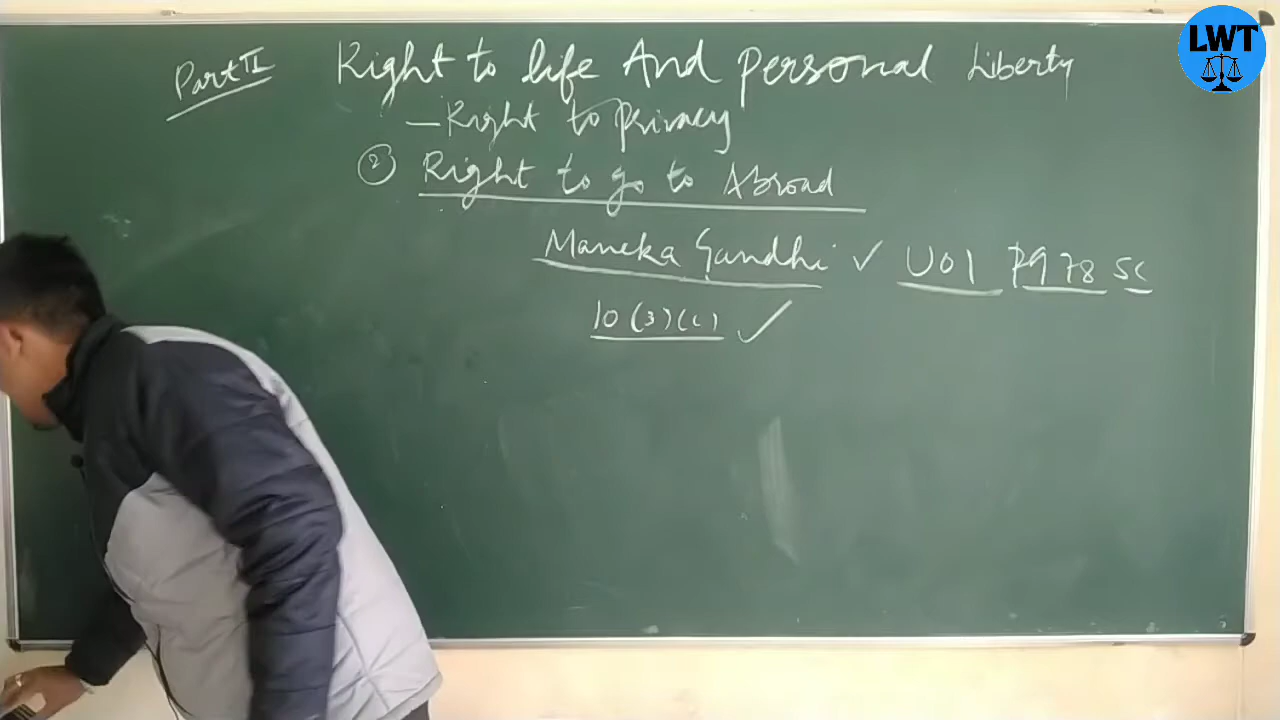 Part II Right to life And Personal Liberty
LWT
— Right to Privacy
② Right to go to Abroad
Maneka Gandhi v UOI 1978 SC
10 (3)(c)